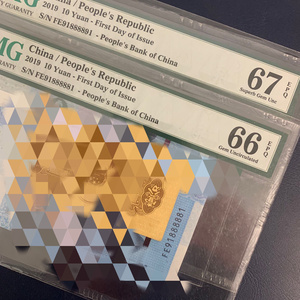 China / People's Republic
2019 10 Yuan - First Day of Issue
S/N FE91888881 - People's Bank of China
67 EPQ
Superb Gem Unc
MG
GUARANTY
China / People's Republic
2019 10 Yuan - First Day of Issue
S/N FE91888881 - People's Bank of China
66 EPQ
Gem Uncirculated
FE91888881